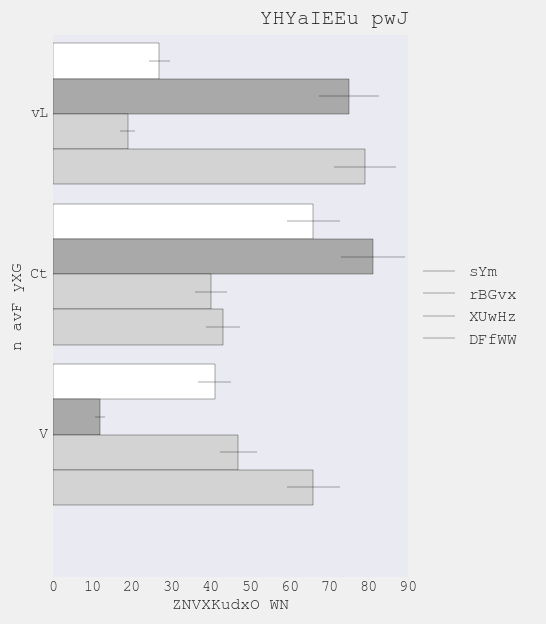 YHYaIEEu pwJ
vL
Ct
V
n avF yXG
sYm
rBGvx
XUwHz
DFfWW
0 10 20 30 40 50 60 70 80 90
ZNVXKudxO WN